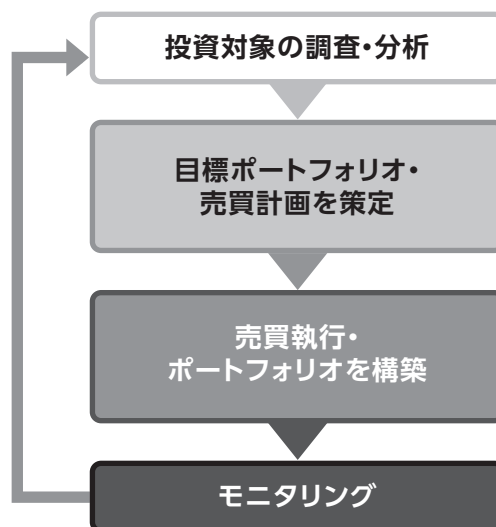 投資対象の調査・分析
目標ポートフォリオ・
売買計画を策定
売買執行・
ポートフォリオを構築
モニタリング